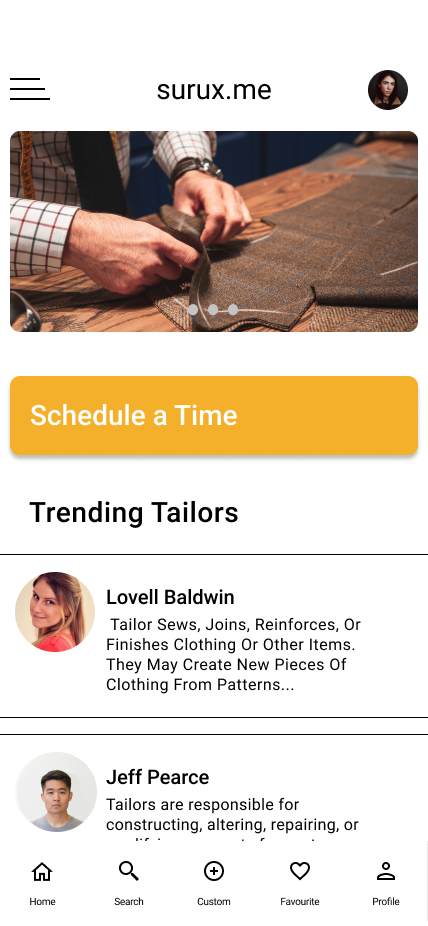 surux.me
Schedule a Time
Trending Tailors
Lovell Baldwin
Tailor Sews, Joins, Reinforces, Or
Finishes Clothing Or Other Items.
They May Create New Pieces Of
Clothing From Patterns...
Jeff Pearce
Tailors are responsible for
constructing, altering, repairing, or
Home
Search
Custom
Favourite
Profile